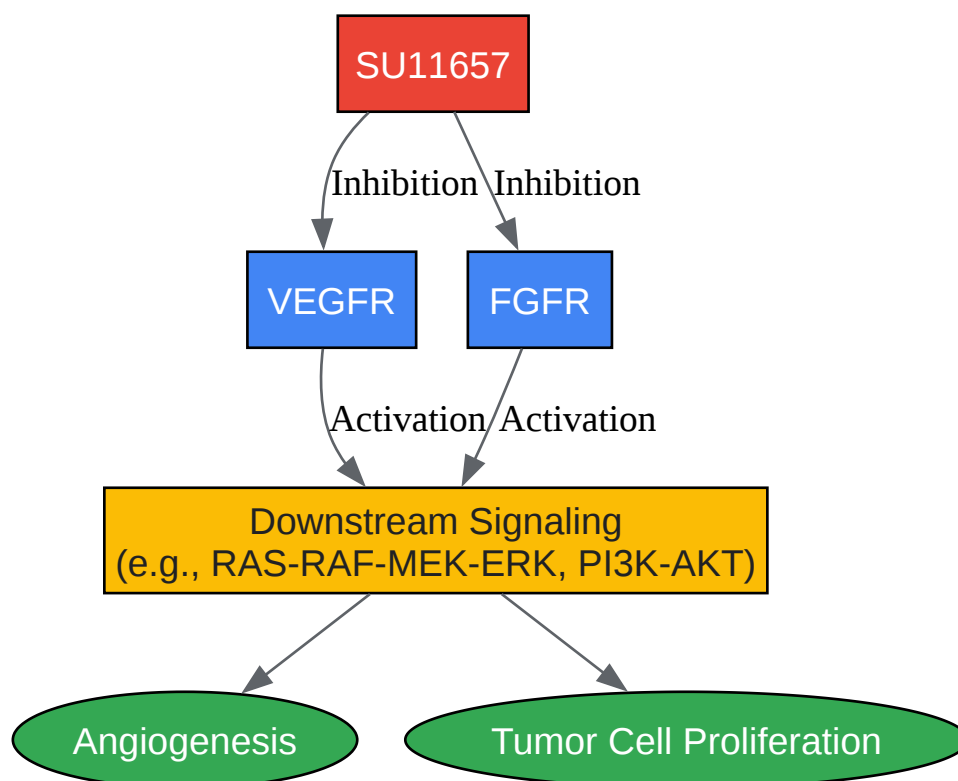 SU11657
Inhibition Inhibition
VEGFR FGFR
Activation Activation
Downstream Signaling
(e.g., RAS-RAF-MEK-ERK, PI3K-AKT)
Angiogenesis Tumor Cell Proliferation